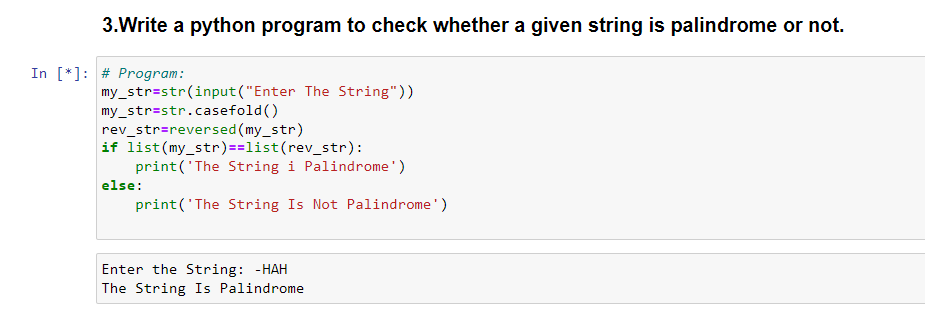 3.Write a python program to check whether a given string is palindrome or not.
In [*]: # Program:
my_str=str(input("Enter The String"))
my_str=str.casefold()
rev_str=reversed(my_str)
if list(my_str)==list(rev_str):
    print('The String i Palindrome')
else:
    print('The String Is Not Palindrome')
Enter the String: -HAH
The String Is Palindrome